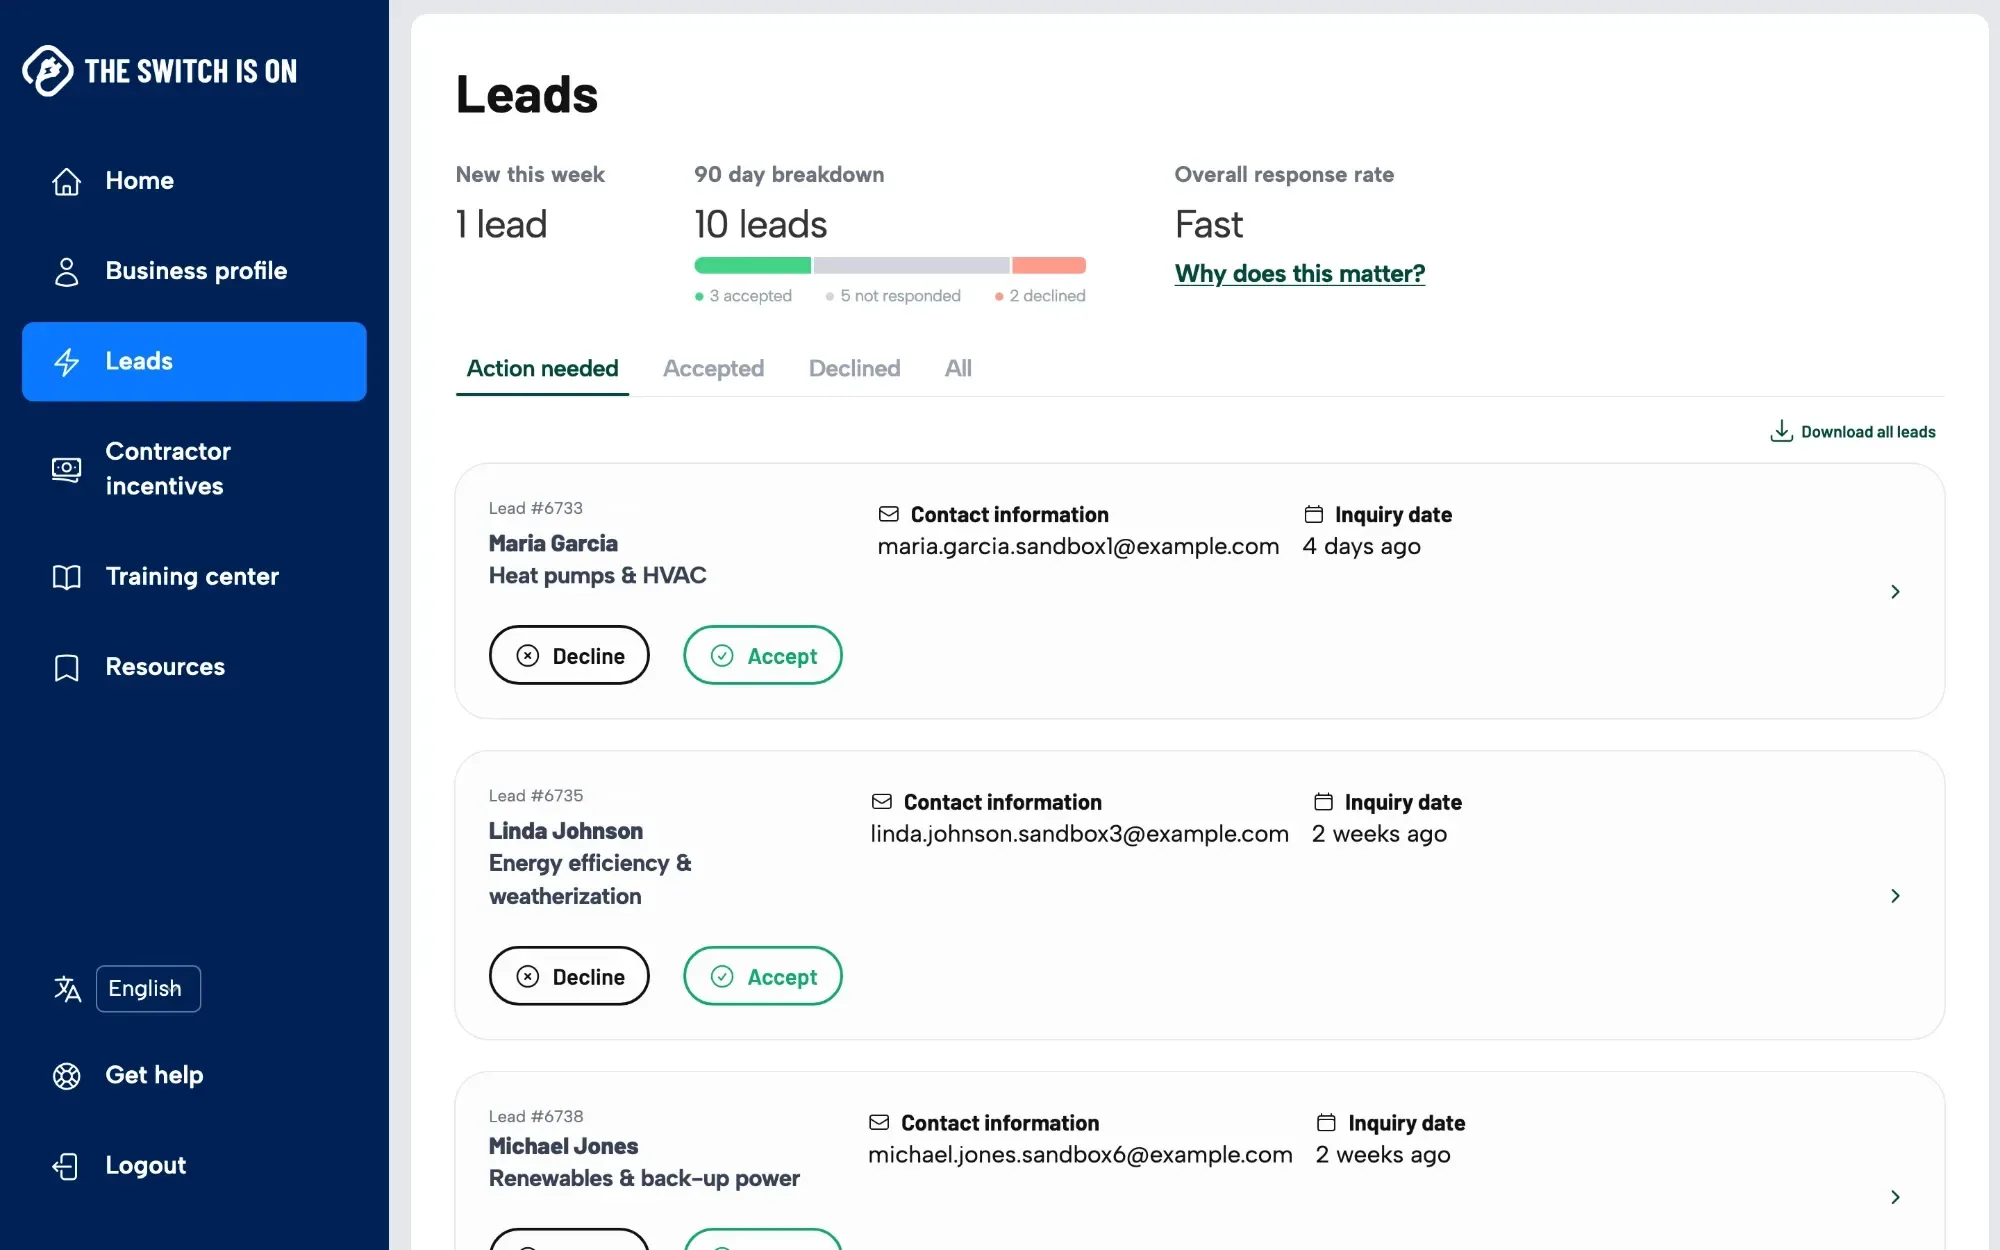 THE SWITCH IS ON
Home
Business profile
Leads
Contractor
incentives
Training center
Resources
English
Get help
Logout
Leads
New this week
1 lead
90 day breakdown
10 leads
3 accepted
5 not responded
2 declined
Overall response rate
Fast
Why does this matter?
Action needed
Accepted
Declined
All
Download all leads
Lead #6733
Maria Garcia
Heat pumps & HVAC
Contact information
maria.garcia.sandbox1@example.com
Inquiry date
4 days ago
Decline
Accept
Lead #6735
Linda Johnson
Energy efficiency &
weatherization
Contact information
linda.johnson.sandbox3@example.com
Inquiry date
2 weeks ago
Decline
Accept
Lead #6738
Michael Jones
Renewables & back-up power
Contact information
michael.jones.sandbox6@example.com
Inquiry date
2 weeks ago